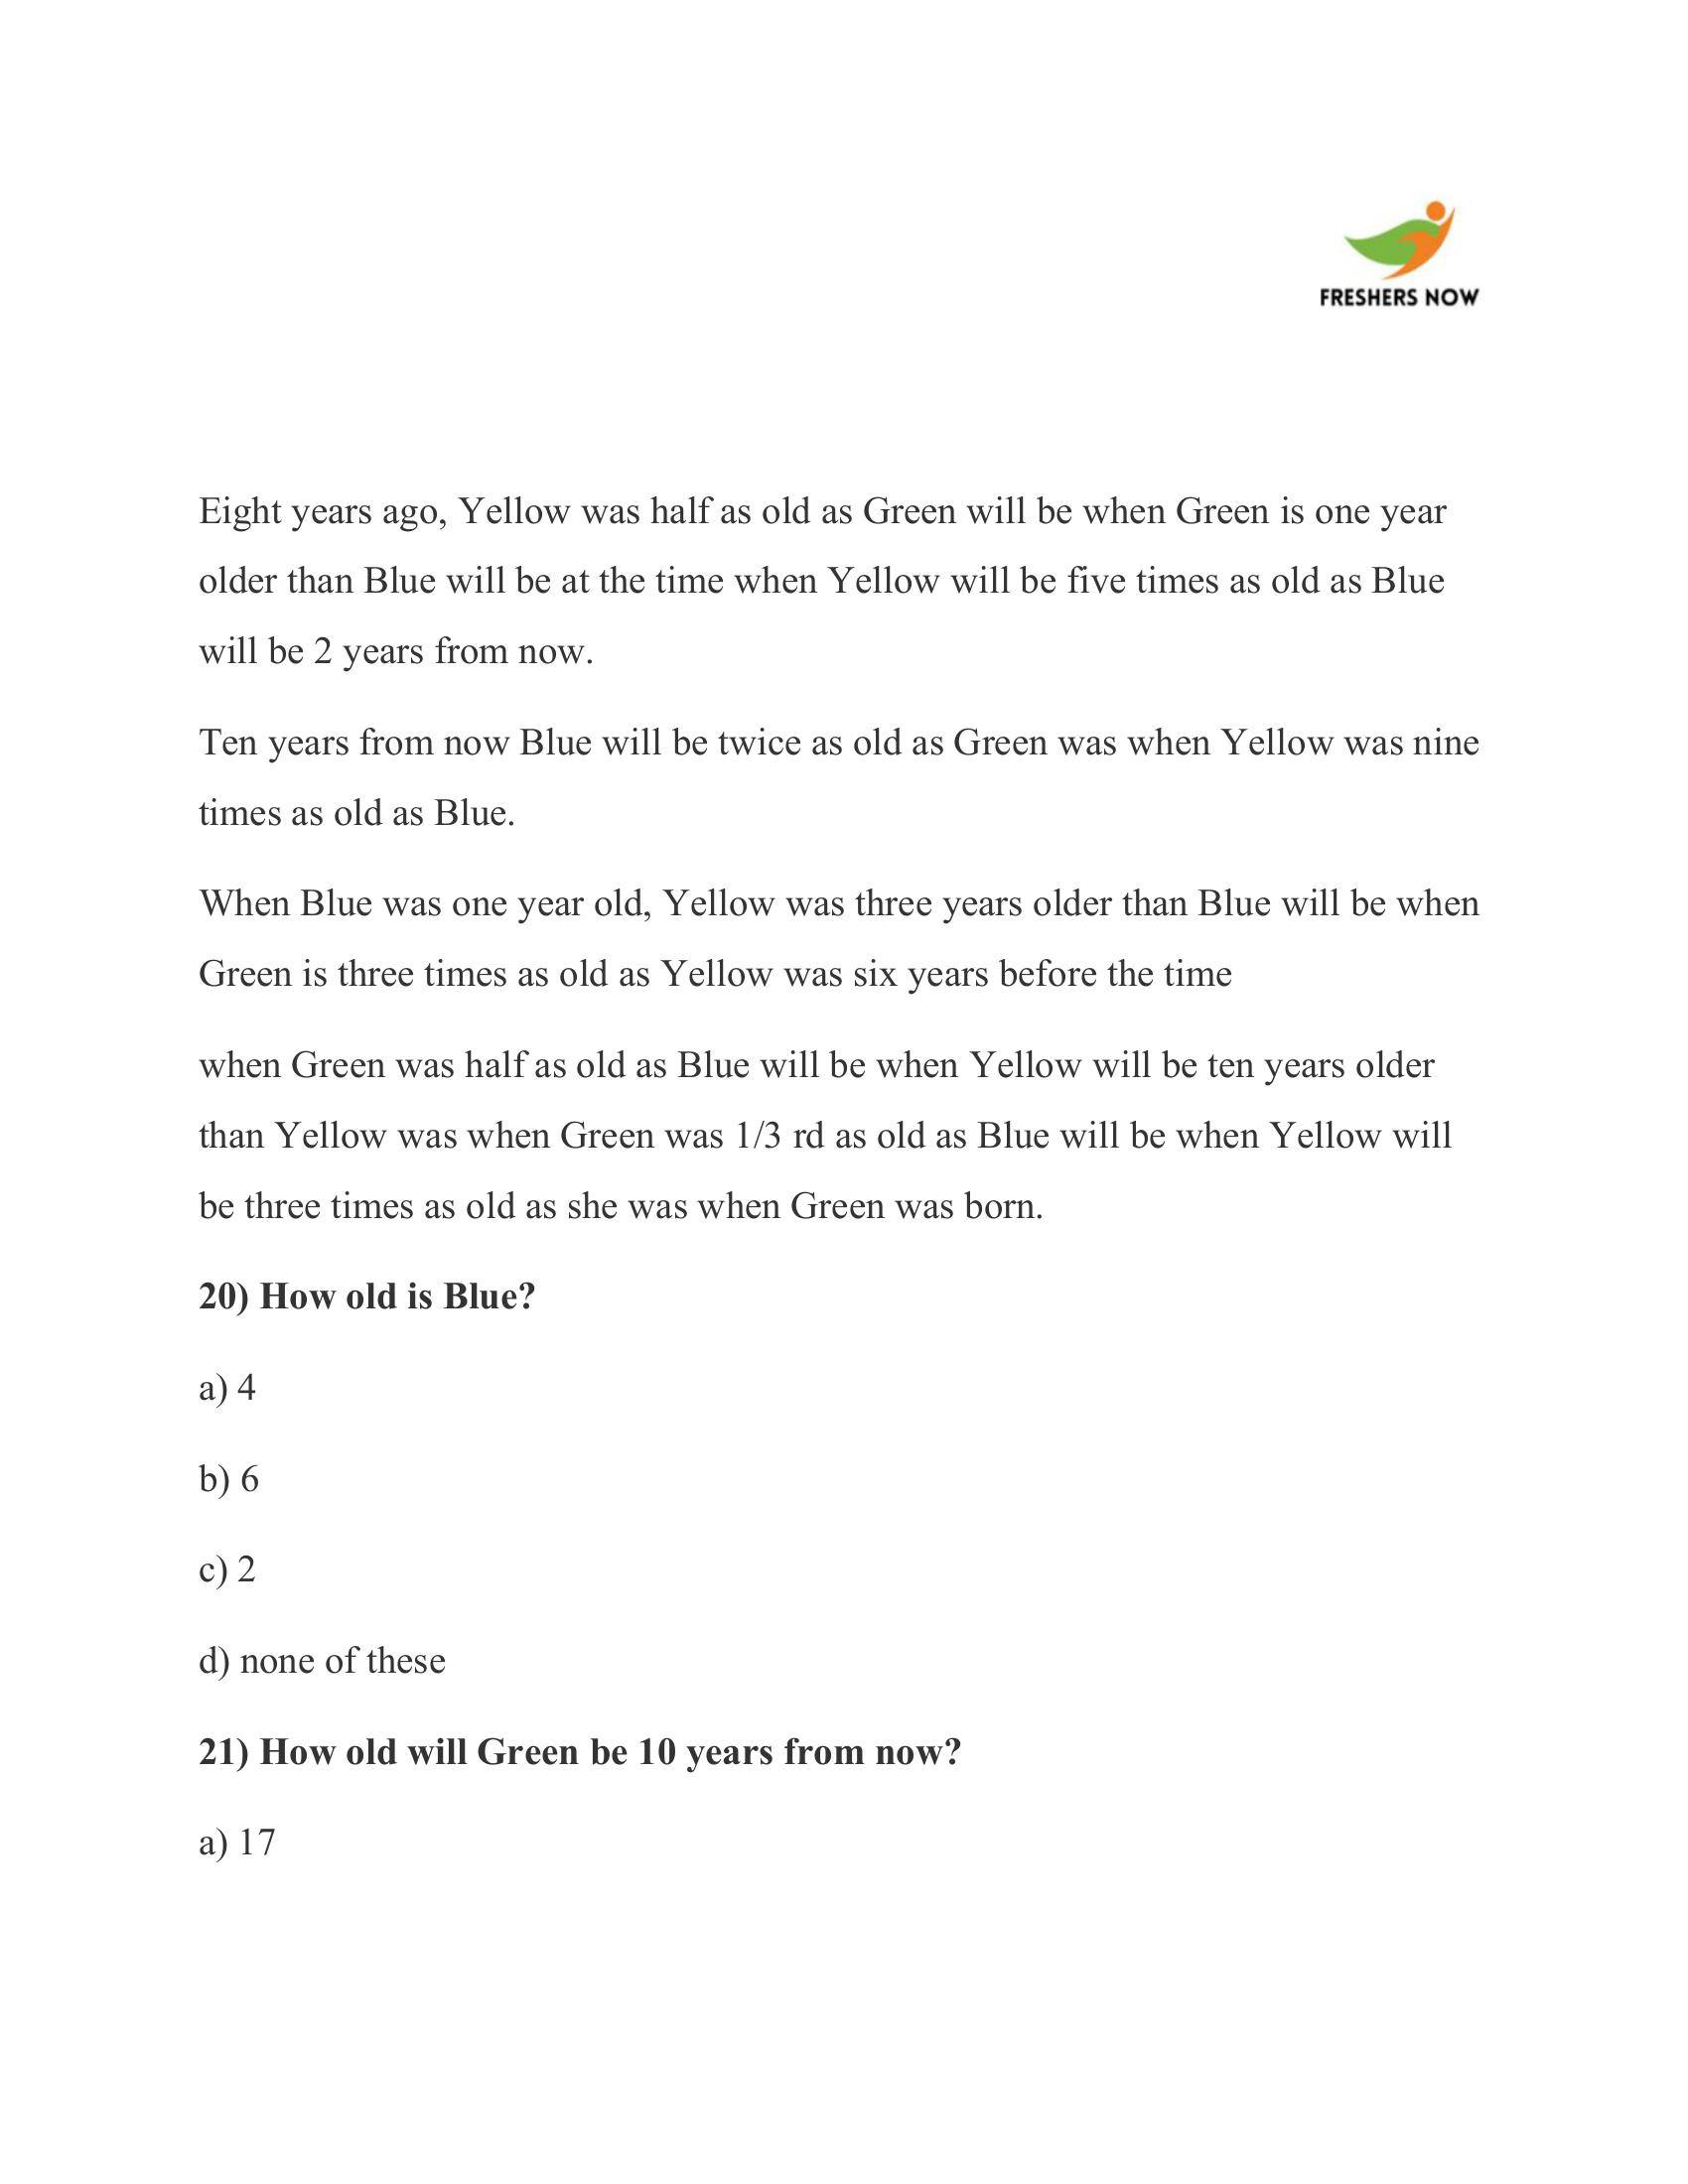 FRESHERS NOW
Eight years ago, Yellow was half as old as Green will be when Green is one year
older than Blue will be at the time when Yellow will be five times as old as Blue
will be 2 years from now.
Ten years from now Blue will be twice as old as Green was when Yellow was nine
times as old as Blue.
When Blue was one year old, Yellow was three years older than Blue will be when
Green is three times as old as Yellow was six years before the time
when Green was half as old as Blue will be when Yellow will be ten years older
than Yellow was when Green was 1/3 rd as old as Blue will be when Yellow will
be three times as old as she was when Green was born.
20) How old is Blue?
a) 4
b) 6
c) 2
d) none of these
21) How old will Green be 10 years from now?
a) 17